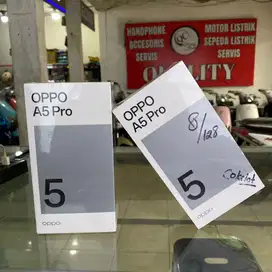 HANDPHONE
ACCESORIS
SERVIS
MOTOR LISTRIK
SEPEDA LISTRIK
SERVIS
QUALITY
OPPO
A5 Pro
5
oppo
OPPO
A5 Pro
8/128
5
oppo